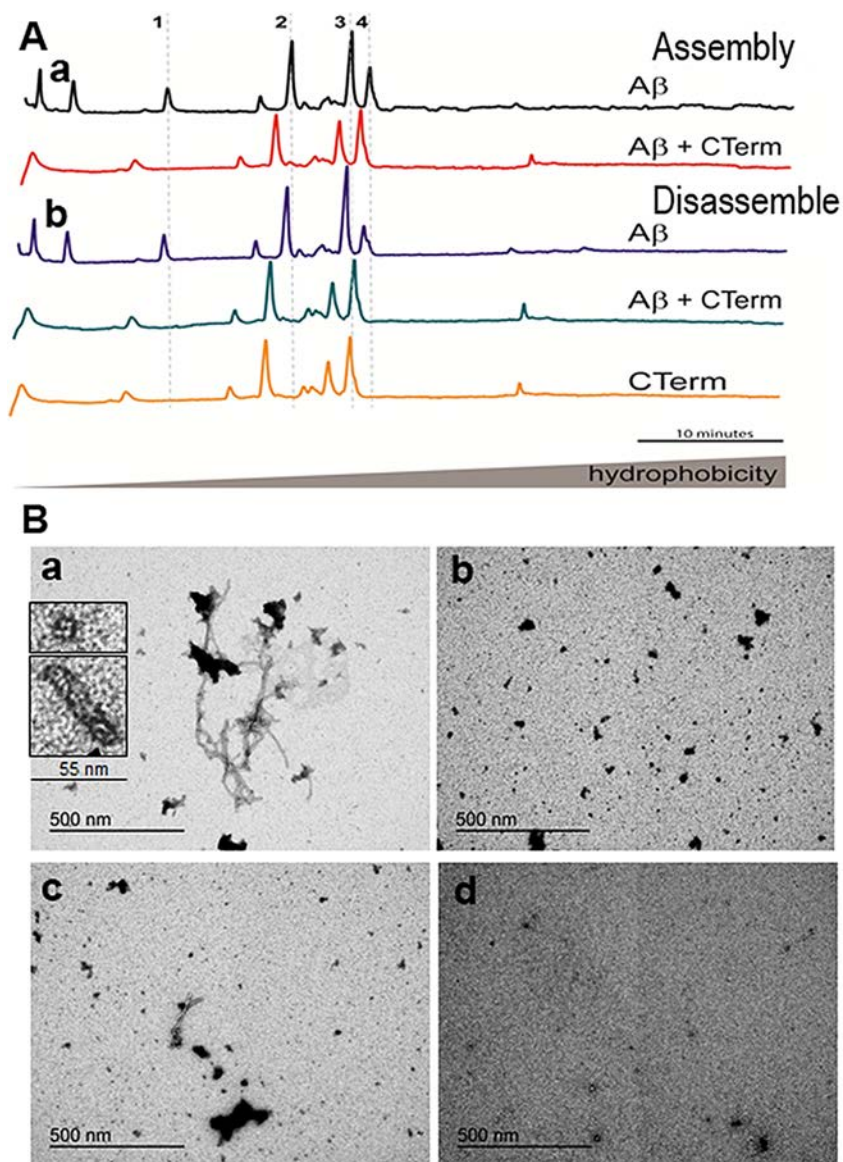 A
1 2 3 4
a
Assembly
Aβ
Aβ + CTerm
b
Disassemble
Aβ
Aβ + CTerm
CTerm
10 minutes
hydrophobicity
B
a
55 nm
500 nm
b
500 nm
c
500 nm
d
500 nm